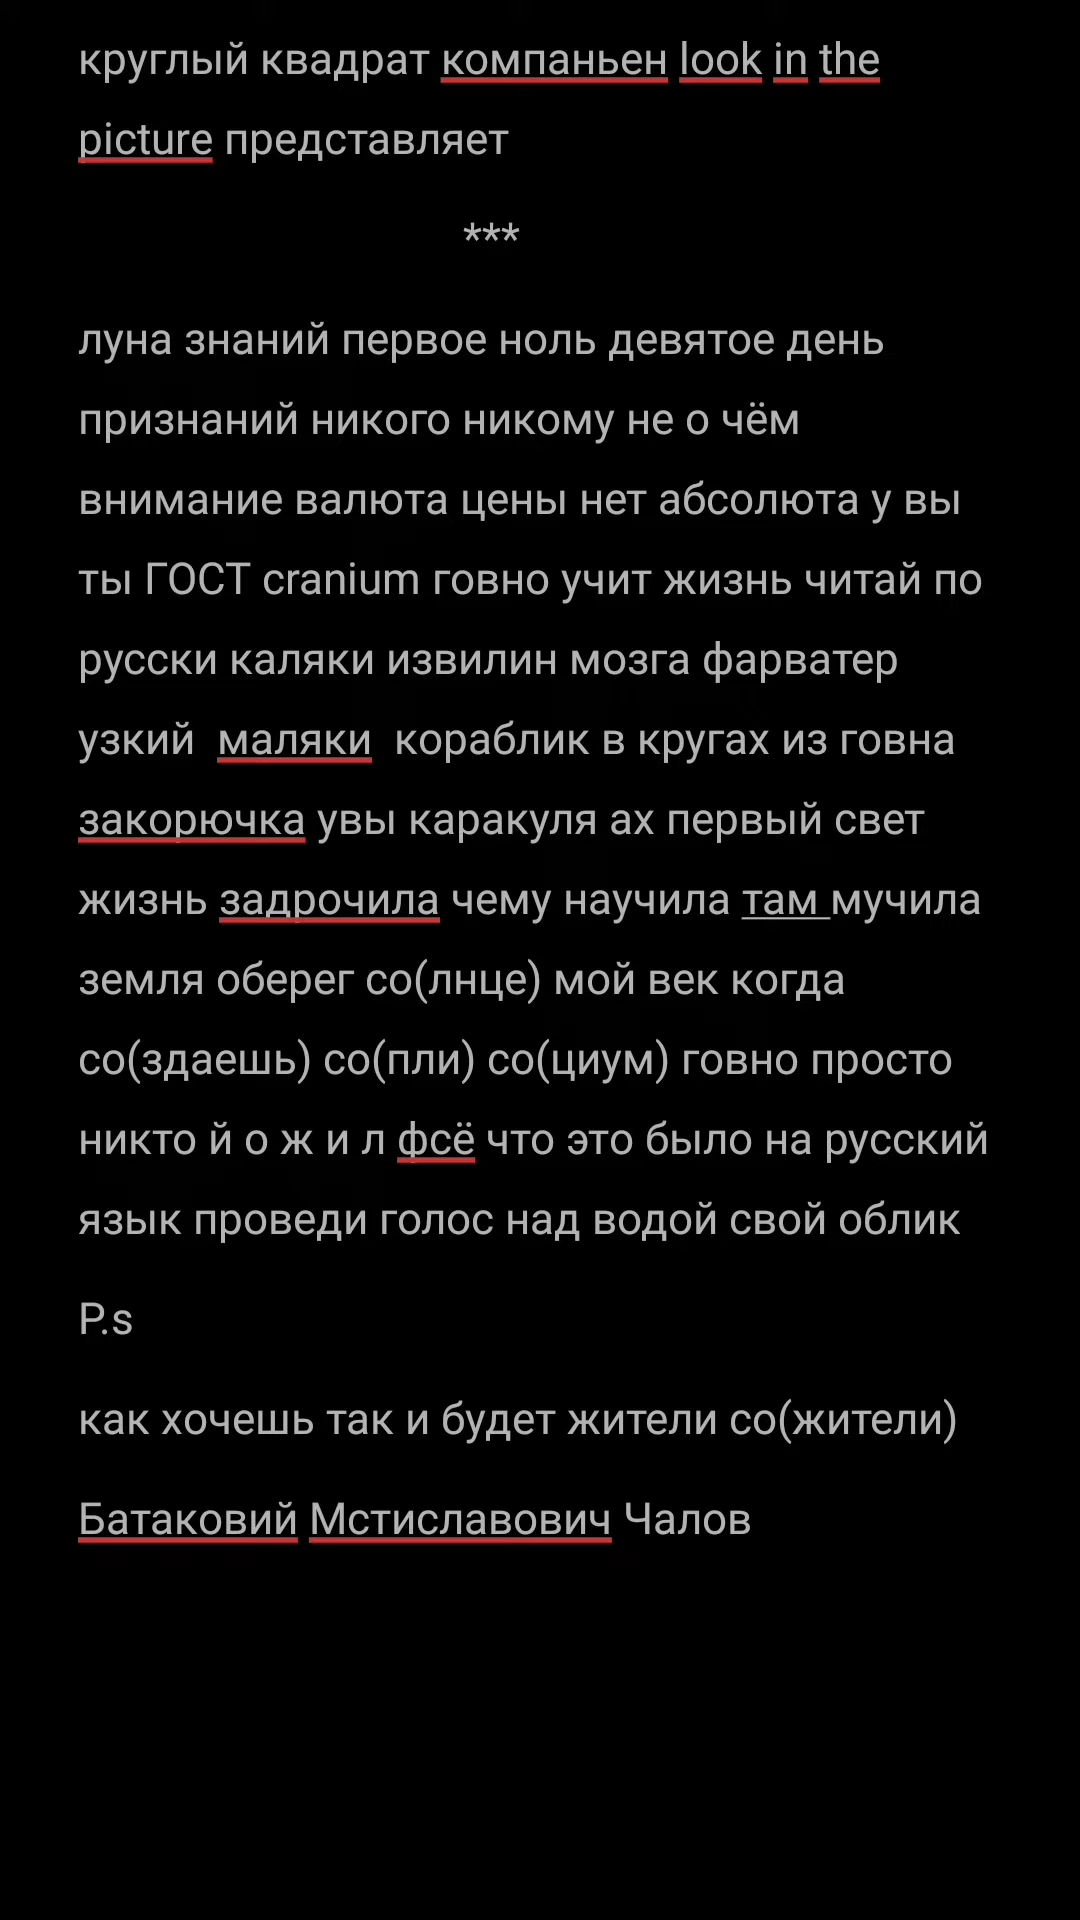 круглый квадрат компаньен look in the
picture представляет
***
луна знаний первое ноль девятое день
признаний никого никому не о чём
внимание валюта цены нет абсолюта у вы
ты ГОСТ cranium говно учит жизнь читай по
русски каляки извилин мозга фарватер
узкий  маляки  кораблик в кругах из говна
закорючка увы каракуля ах первый свет
жизнь задрочила чему научила там мучила
земля оберег со(лнце) мой век когда
со(здаешь) со(пли) со(циум) говно просто
никто й о ж и л фсё что это было на русский
язык проведи голос над водой свой облик
P.s
как хочешь так и будет жители со(жители)
Батаковий Мстиславович Чалов